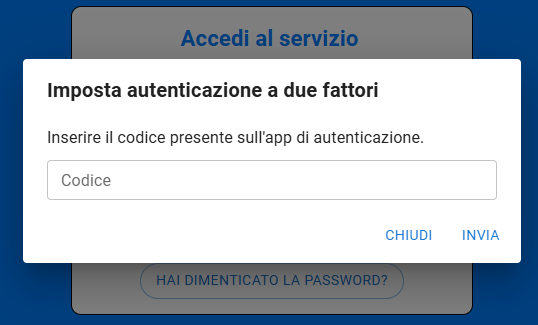 Accedi al servizio
Imposta autenticazione a due fattori
Inserire il codice presente sull'app di autenticazione.
Codice
CHIUDI INVIA
HAI DIMENTICATO LA PASSWORD?